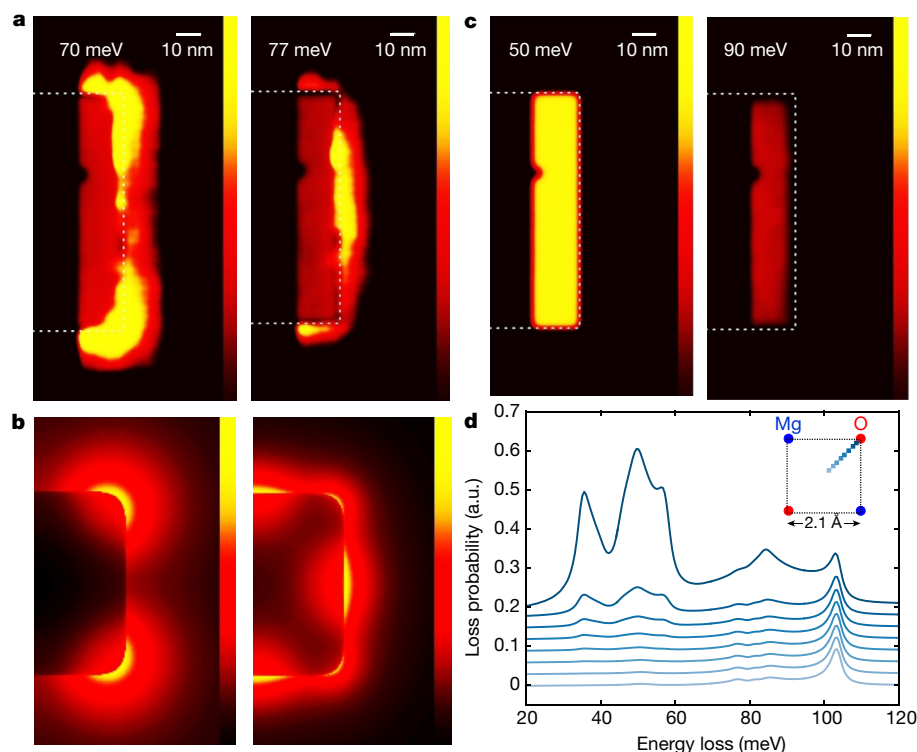 a
70 meV
10 nm
77 meV
10 nm
c
50 meV
10 nm
90 meV
10 nm
b
d
Loss probability (a.u.)
0.7
0.6
0.5
0.4
0.3
0.2
0.1
0
Mg
O
2.1 Å
20
40
60
80
100
120
Energy loss (meV)